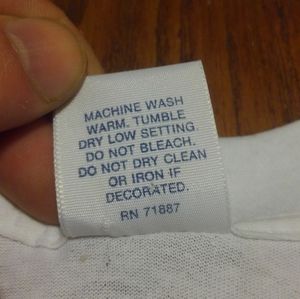 MACHINE WASH
WARM. TUMBLE
DRY LOW SETTING.
DO NOT BLEACH.
DO NOT DRY CLEAN
OR IRON IF
DECORATED.
RN 71887